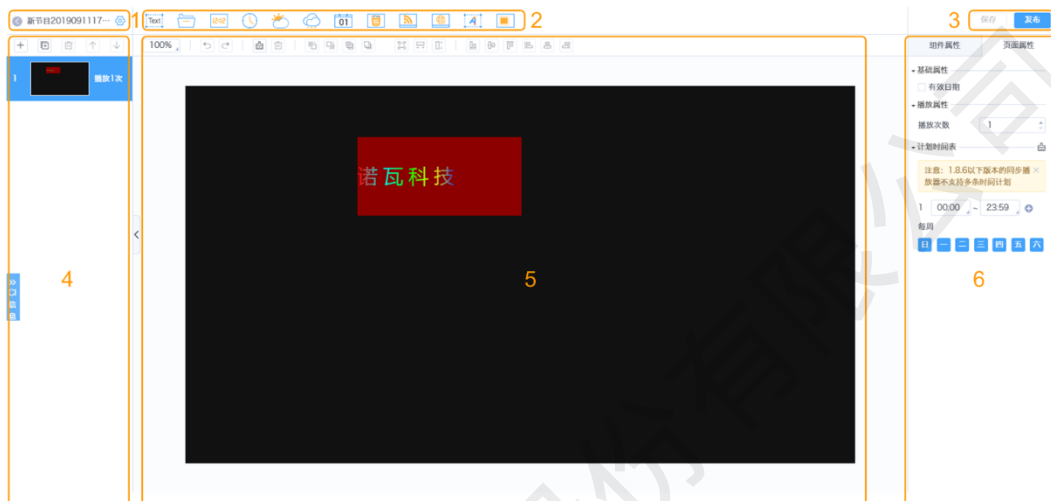 新节目2019091117··· 1
Text 01 A 2
3 保存 发布
100%
组件属性 页面属性
1 播放1次
基础属性
有效日期
播放属性
播放次数 1
计划时间表
注意：1.8.6以下版本的同步播
放器不支持多条时间计划
1 00:00 ~ 23:59
每周
日 一 二 三 四 五 六
诺瓦科技
4
5
6
份有限公司